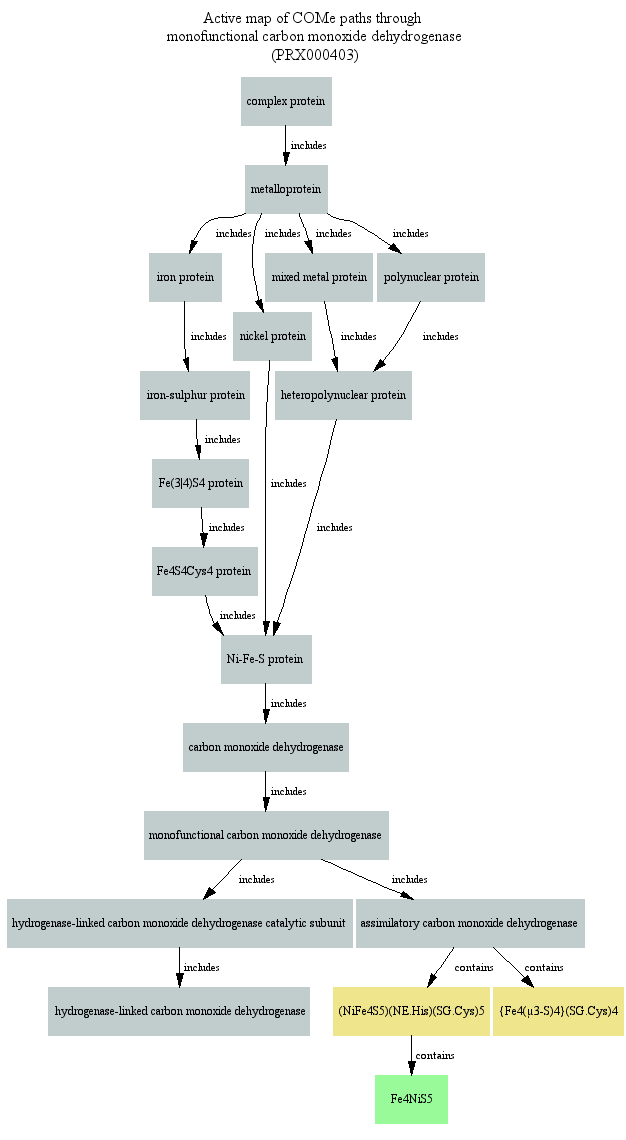 Active map of COMe paths through
monofunctional carbon monoxide dehydrogenase
(PRX000403)
complex protein
includes
metalloprotein
includes
includes
includes
includes
iron protein
mixed metal protein
polynuclear protein
nickel protein
includes
includes
includes
iron-sulphur protein
heteropolynuclear protein
includes
Fe(3|4)S4 protein
includes
includes
includes
Fe4S4Cys4 protein
includes
Ni-Fe-S protein
includes
carbon monoxide dehydrogenase
includes
monofunctional carbon monoxide dehydrogenase
includes
includes
hydrogenase-linked carbon monoxide dehydrogenase catalytic subunit
assimilatory carbon monoxide dehydrogenase
includes
contains
contains
hydrogenase-linked carbon monoxide dehydrogenase
(NiFe4S5)(NE.His)(SG.Cys)5
{Fe4(μ3-S)4}(SG.Cys)4
contains
Fe4NiS5